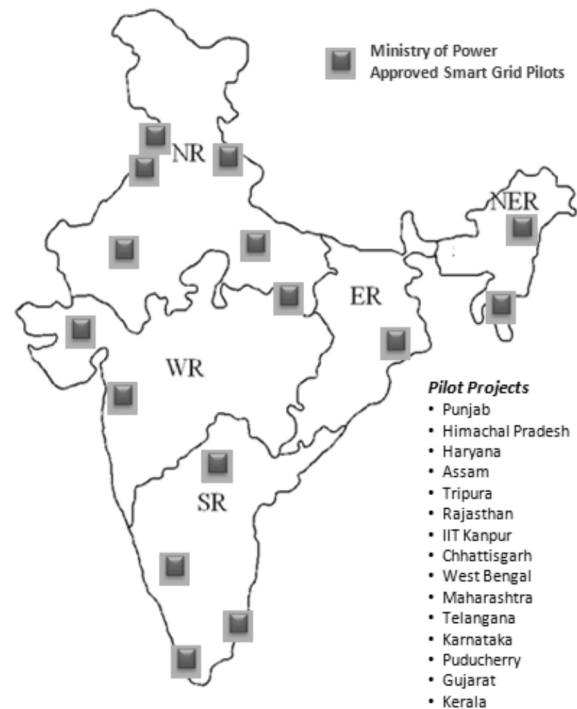 Ministry of Power
Approved Smart Grid Pilots
NR
NER
ER
WR
SR
Pilot Projects
• Punjab
• Himachal Pradesh
• Haryana
• Assam
• Tripura
• Rajasthan
• IIT Kanpur
• Chhattisgarh
• West Bengal
• Maharashtra
• Telangana
• Karnataka
• Puducherry
• Gujarat
• Kerala